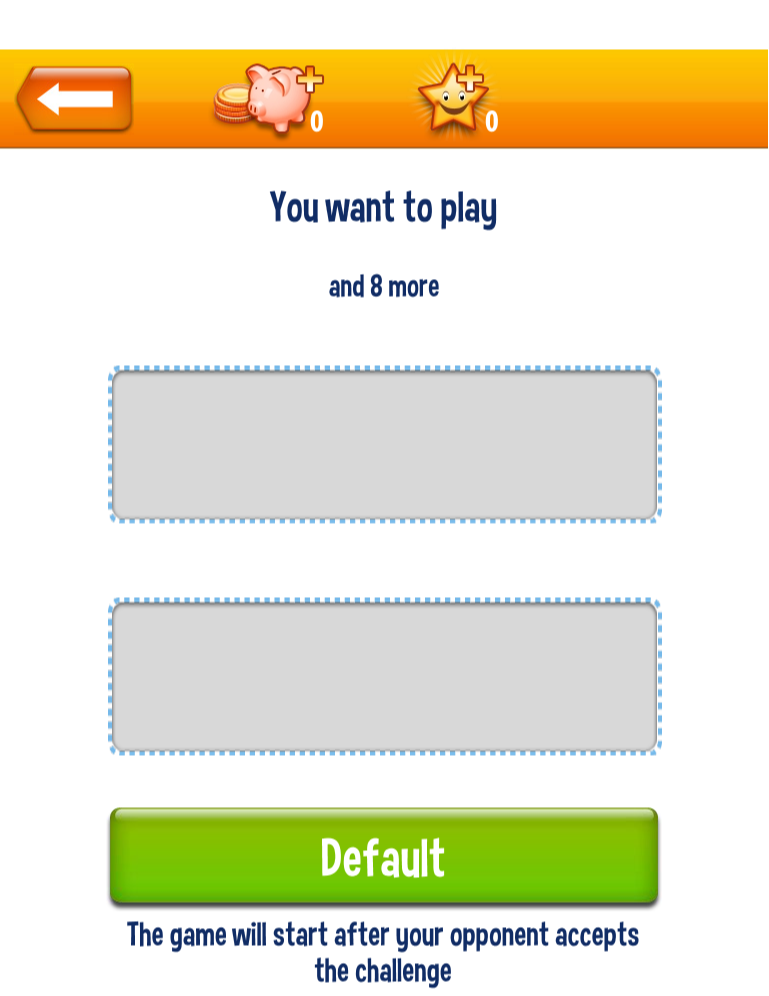 0
0
You want to play
and 8 more
Default
The game will start after your opponent accepts
the challenge